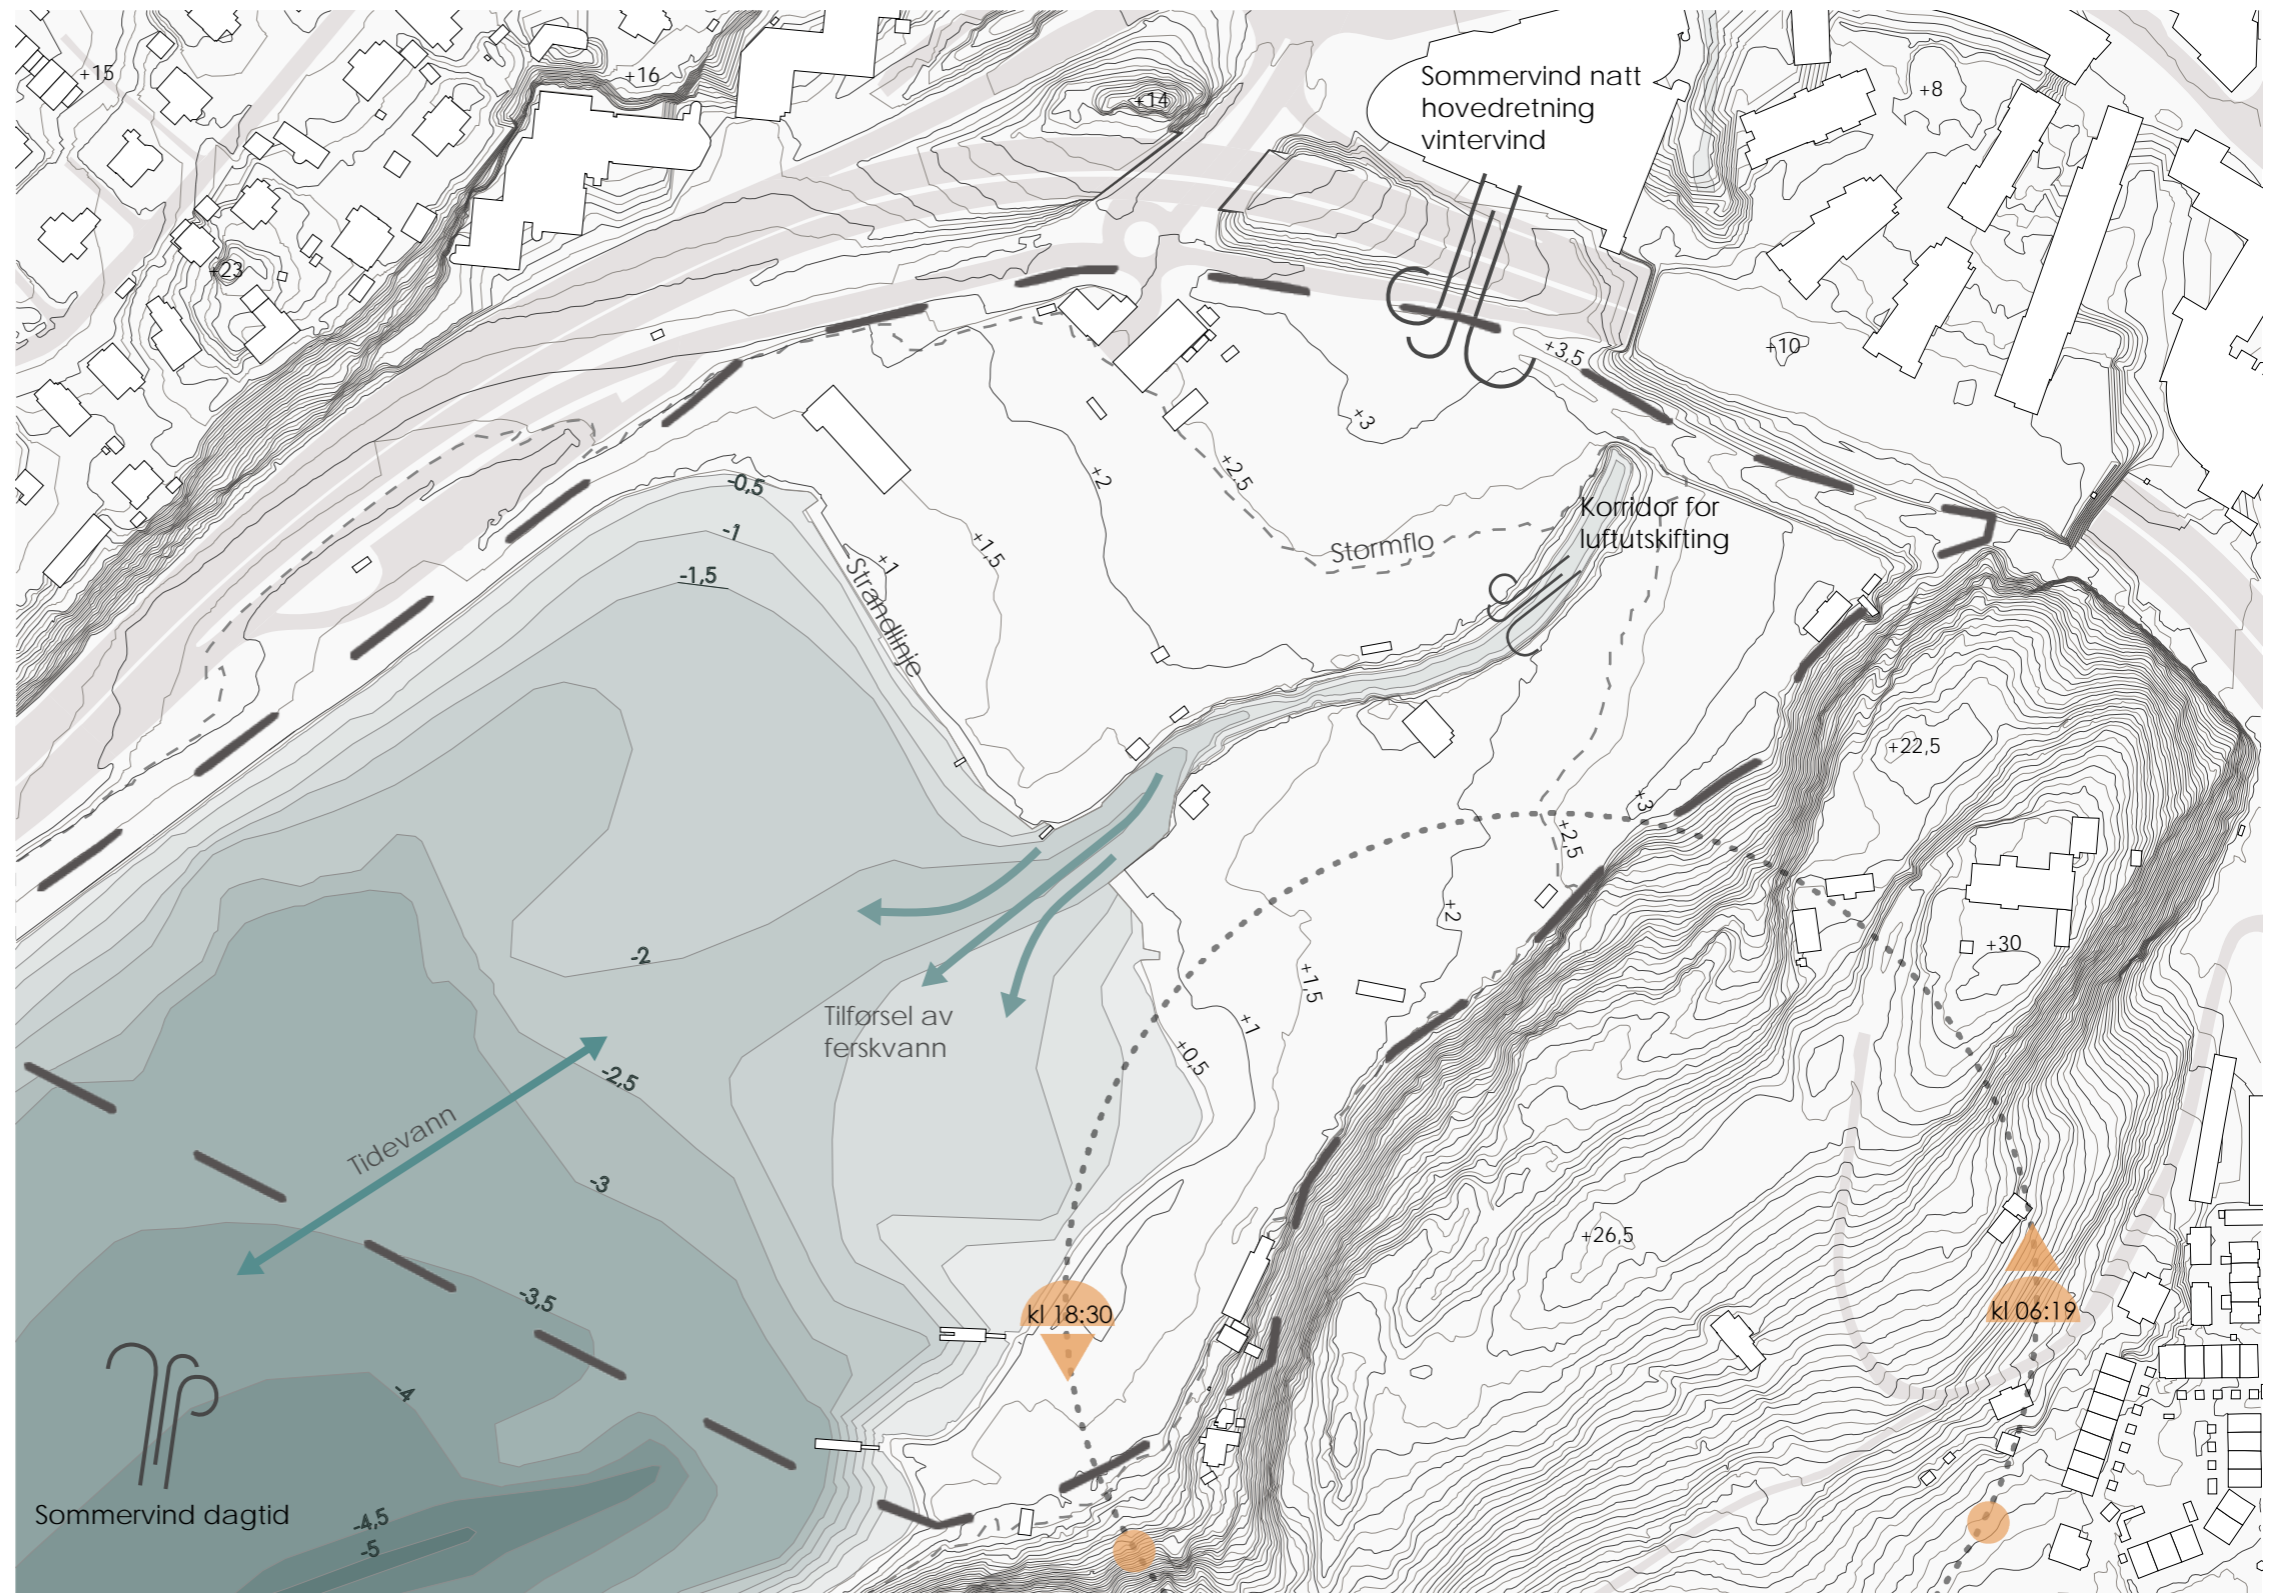 +15
+16
+14
Sommervind natt
hovedretning
vintervind
+8
+23
+10
+3,5
+3
+2
+2,5
-0,5
-1
-1,5
+1
+1,5
Strandlinje
Stormflo
Korridor for
luftutskifting
+22,5
+3
+2,5
+2
+30
-2
+1,5
+1
+0,5
Tilførsel av
ferskvann
-2,5
Tidevann
-3
+26,5
-3,5
kl 18:30
kl 06:19
-4
Sommervind dagtid
-4,5
-5